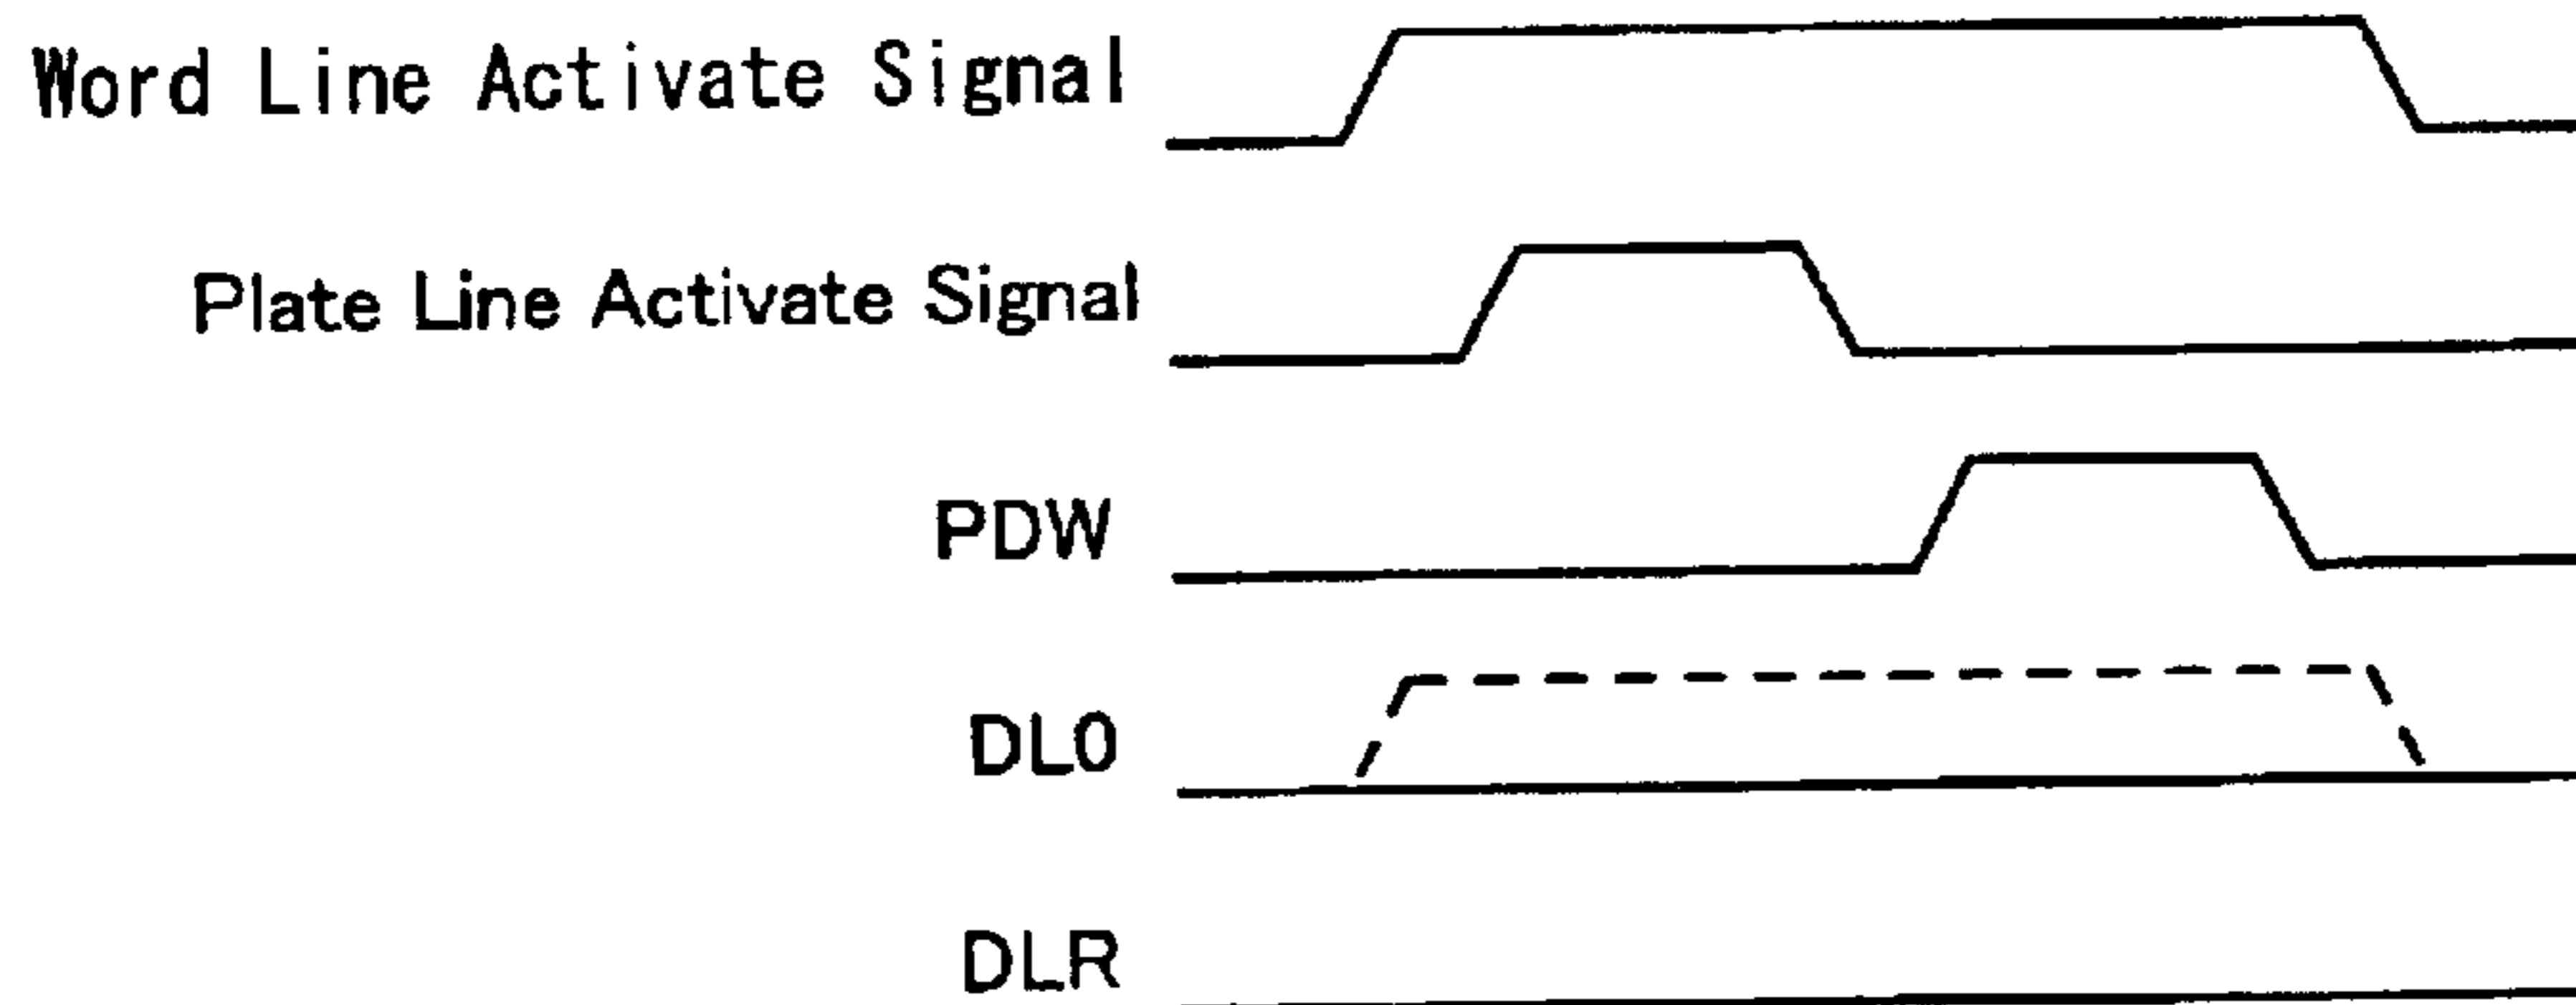 Word Line Activate Signal
Plate Line Activate Signal
PDW
DL0
DLR